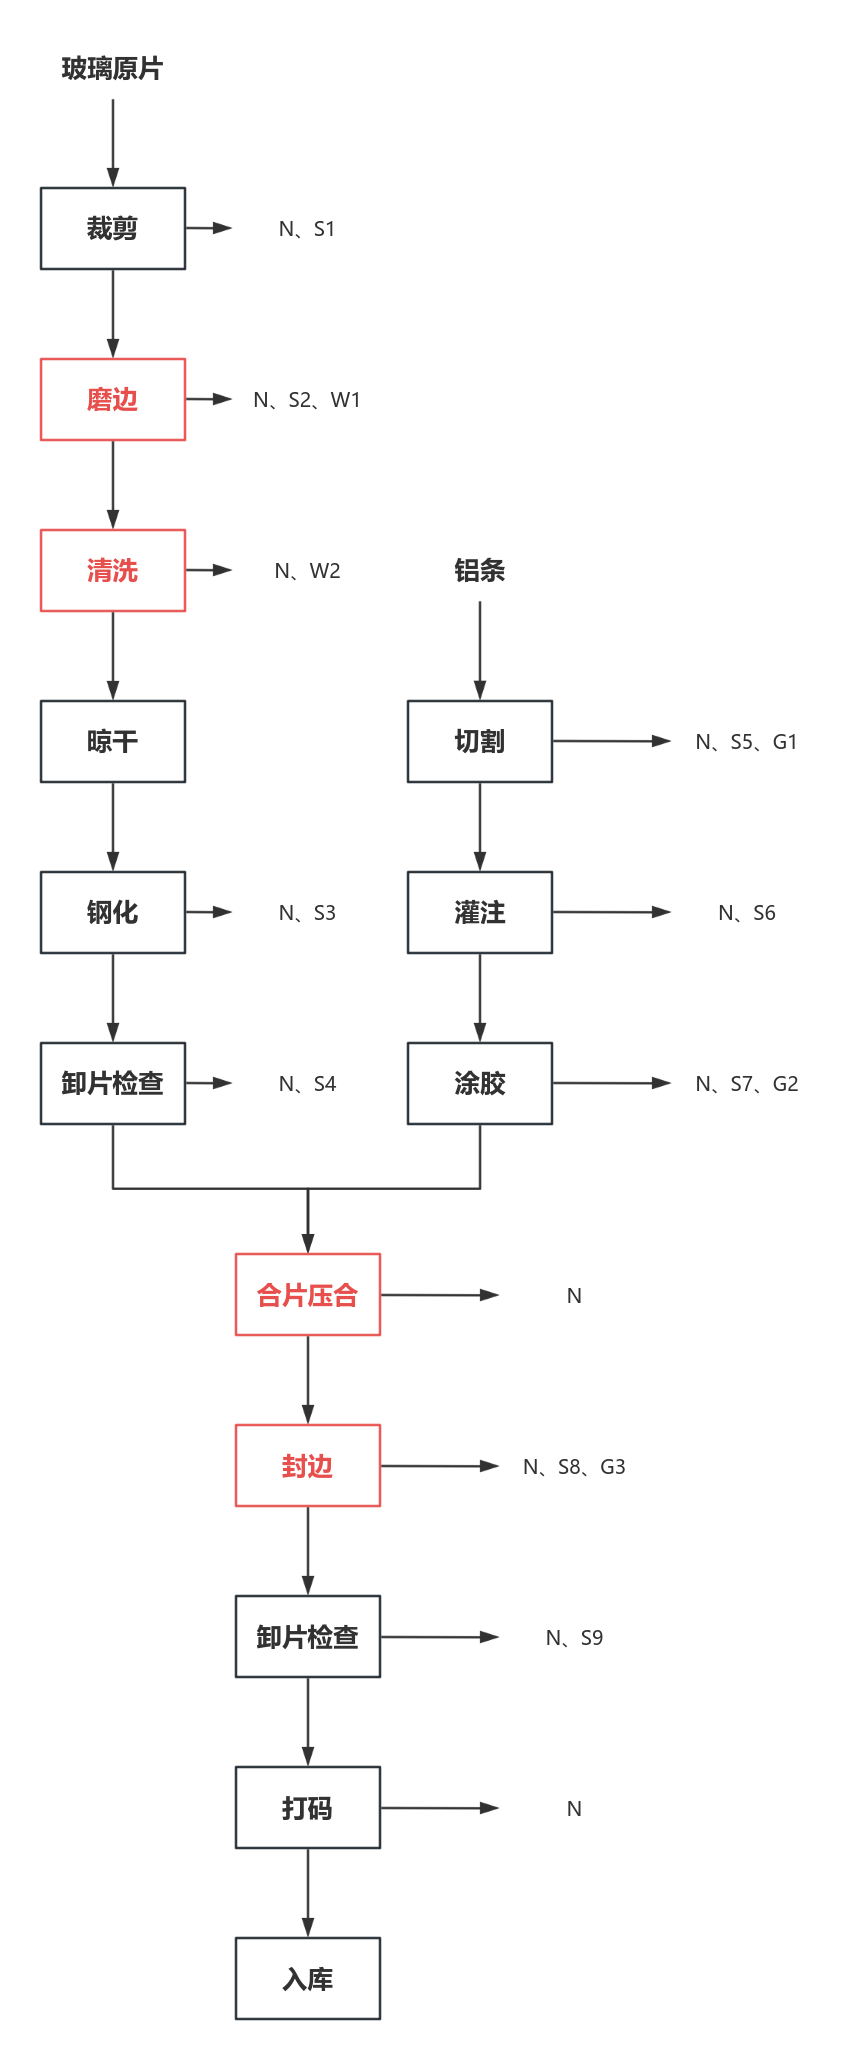 玻璃原片
裁剪
N、S1
磨边
N、S2、W1
清洗
N、W2
铝条
晾干
切割
N、S5、G1
钢化
N、S3
灌注
N、S6
卸片检查
N、S4
涂胶
N、S7、G2
合片压合
N
封边
N、S8、G3
卸片检查
N、S9
打码
N
入库